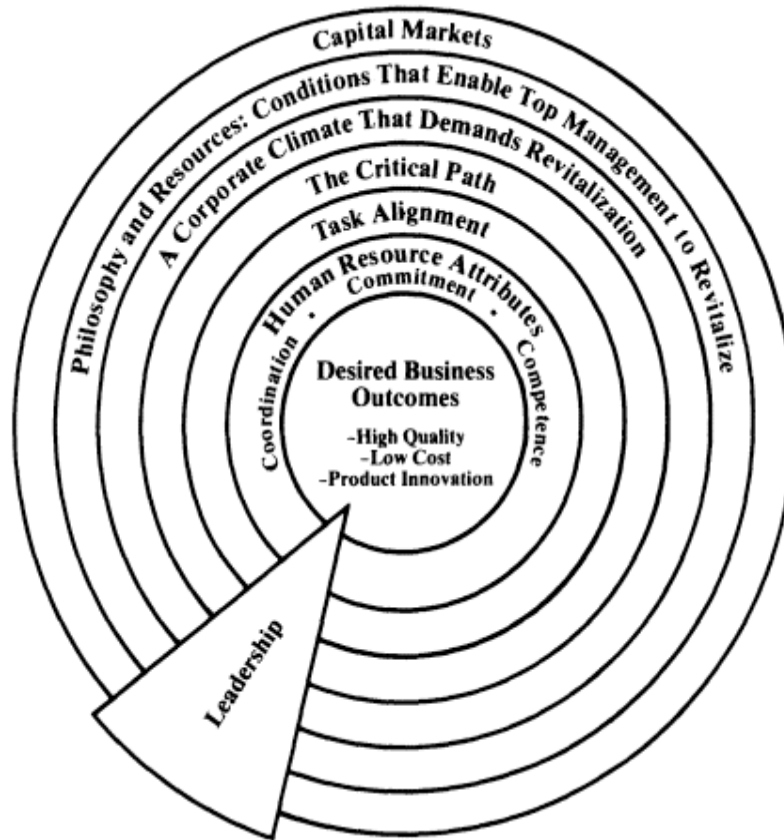 Capital Markets
Philosophy and Resources: Conditions That Enable Top Management to Revitalize
A Corporate Climate That Demands Revitalization
The Critical Path
Task Alignment
Human Resource Attributes
Coordination · Commitment · Competence
Desired Business
Outcomes
-High Quality
-Low Cost
-Product Innovation
Leadership